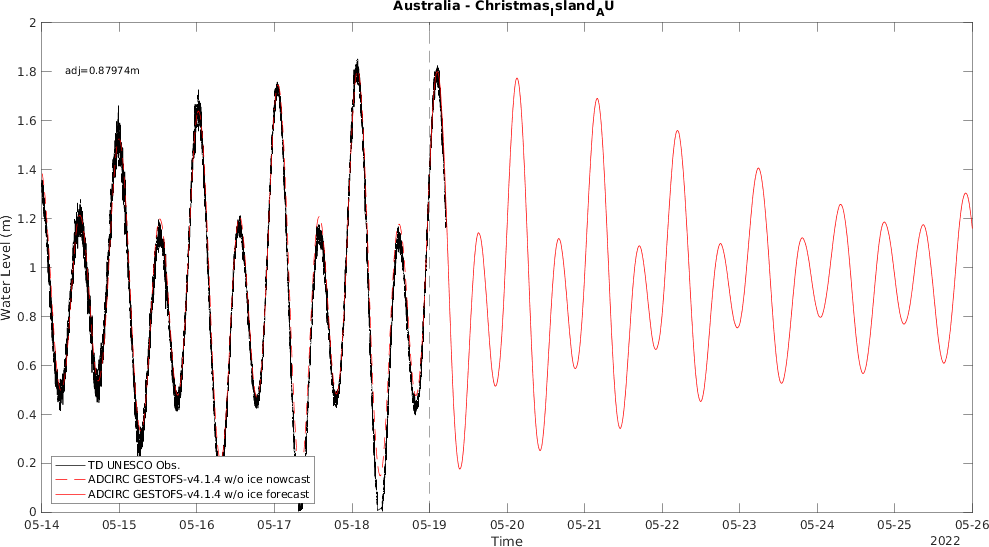 Australia - Christmas_Island_AU
2
1.8
1.6
1.4
1.2
1
0.8
0.6
0.4
0.2
0
Water Level (m)
adj=0.87974m
TD UNESCO Obs.
ADCIRC GESTOFS-v4.1.4 w/o ice nowcast
ADCIRC GESTOFS-v4.1.4 w/o ice forecast
05-14 05-15 05-16 05-17 05-18 05-19 05-20 05-21 05-22 05-23 05-24 05-25 05-26
Time
2022